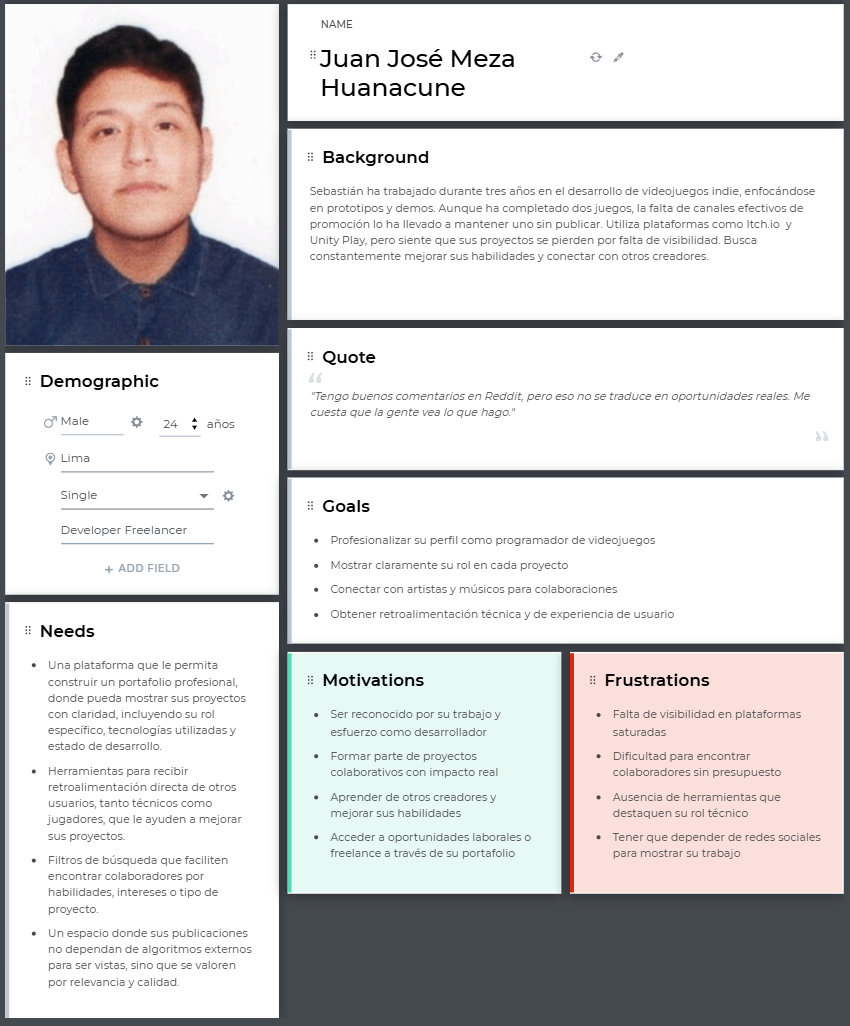 NAME
Juan José Meza
Huanacune
Background
Sebastián ha trabajado durante tres años en el desarrollo de videojuegos indie, enfocándose
en prototipos y demos. Aunque ha completado dos juegos, la falta de canales efectivos de
promoción lo ha llevado a mantener uno sin publicar. Utiliza plataformas como Itch.io y
Unity Play, pero siente que sus proyectos se pierden por falta de visibilidad. Busca
constantemente mejorar sus habilidades y conectar con otros creadores.
Quote
“
"Tengo buenos comentarios en Reddit, pero eso no se traduce en oportunidades reales. Me
cuesta que la gente vea lo que hago."
”
Demographic
Male 24 años
Lima
Single
Developer Freelancer
+ ADD FIELD
Goals
• Profesionalizar su perfil como programador de videojuegos
• Mostrar claramente su rol en cada proyecto
• Conectar con artistas y músicos para colaboraciones
• Obtener retroalimentación técnica y de experiencia de usuario
Needs
• Una plataforma que le permita
construir un portafolio profesional,
donde pueda mostrar sus proyectos
con claridad, incluyendo su rol
específico, tecnologías utilizadas y
estado de desarrollo.
• Herramientas para recibir
retroalimentación directa de otros
usuarios, tanto técnicos como
jugadores, que le ayuden a mejorar
sus proyectos.
• Filtros de búsqueda que faciliten
encontrar colaboradores por
habilidades, intereses o tipo de
proyecto.
• Un espacio donde sus publicaciones
no dependan de algoritmos externos
para ser vistas, sino que se valoren
por relevancia y calidad.
Motivations
• Ser reconocido por su trabajo y
esfuerzo como desarrollador
• Formar parte de proyectos
colaborativos con impacto real
• Aprender de otros creadores y
mejorar sus habilidades
• Acceder a oportunidades laborales o
freelance a través de su portafolio
Frustrations
• Falta de visibilidad en plataformas
saturadas
• Dificultad para encontrar
colaboradores sin presupuesto
• Ausencia de herramientas que
destaquen su rol técnico
• Tener que depender de redes sociales
para mostrar su trabajo